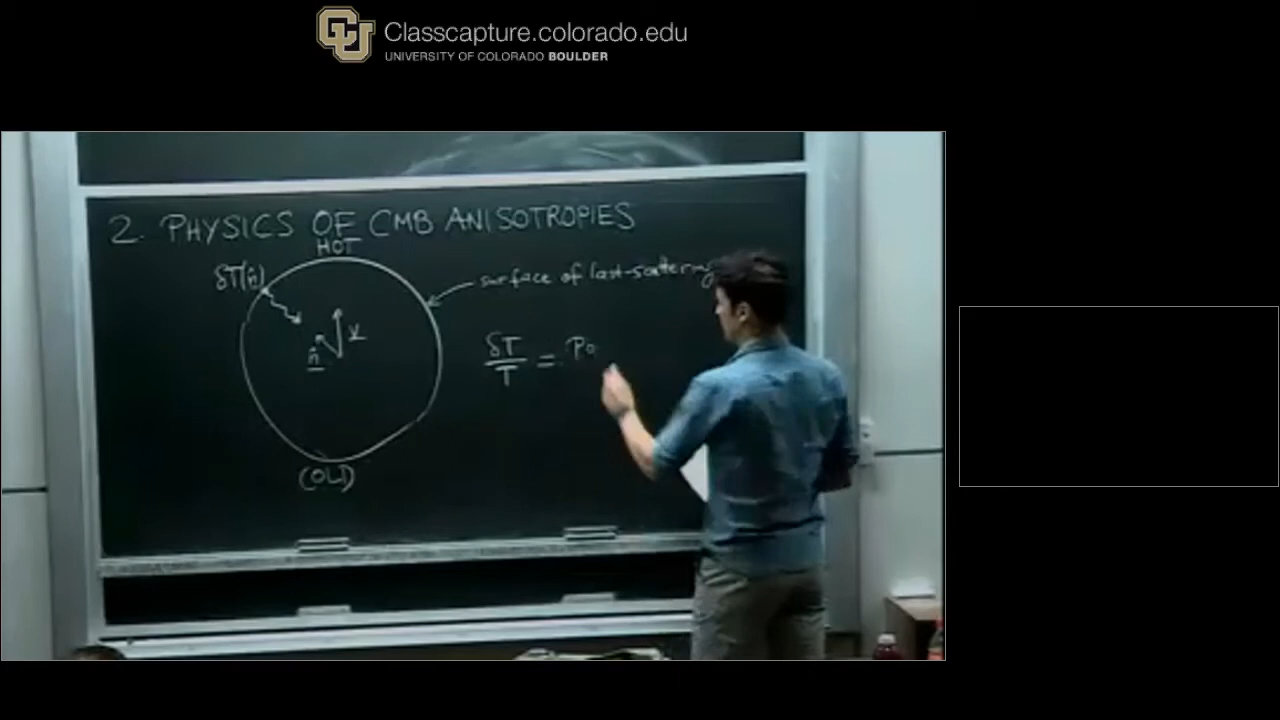 CU Classcapture.colorado.edu
UNIVERSITY OF COLORADO BOULDER
2. PHYSICS OF CMB ANISOTROPIES
HOT
δT(n̂)
surface of last-scattering
v
n̂
δT/T = Po
COLD